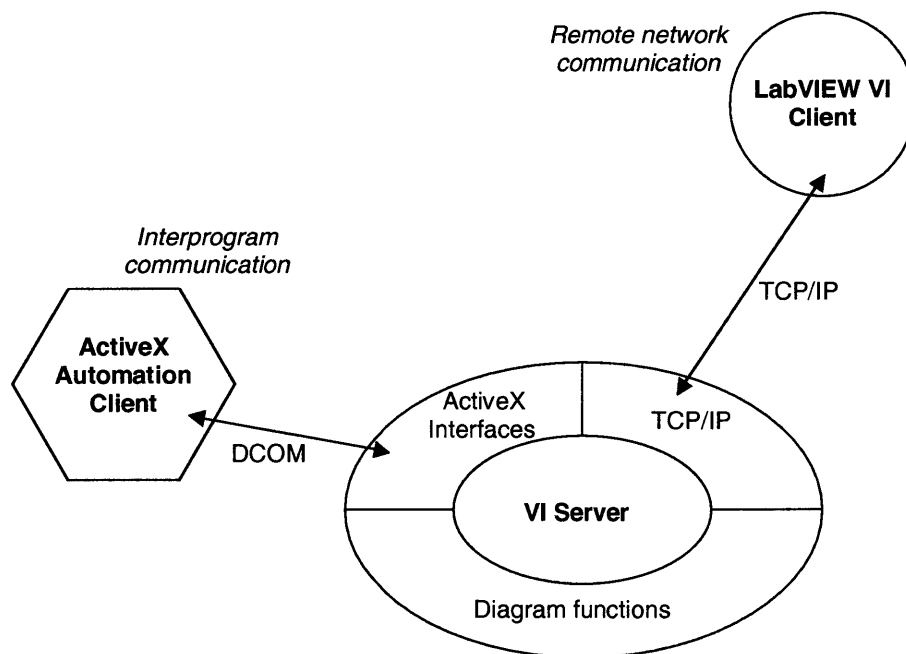 Remote network
communication
LabVIEW VI
Client
Interprogram
communication
TCP/IP
ActiveX
Automation
Client
ActiveX
Interfaces
TCP/IP
DCOM
VI Server
Diagram functions